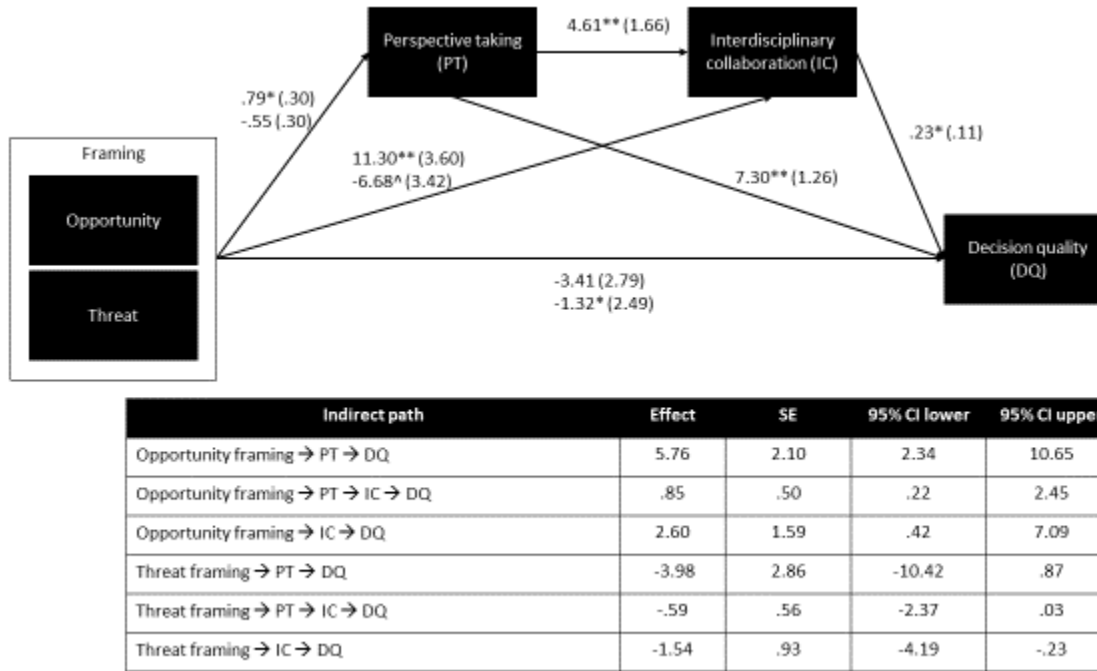 4.61** (1.66)
Perspective taking
(PT)
Interdisciplinary
collaboration (IC)
.79* (.30)
-.55 (.30)
.23* (.11)
Framing
11.30** (3.60)
-6.68^ (3.42)
7.30** (1.26)
Opportunity
Decision quality
(DQ)
-3.41 (2.79)
-1.32* (2.49)
Threat
Indirect path Effect SE 95% CI lower 95% CI uppe
Opportunity framing → PT → DQ 5.76 2.10 2.34 10.65
Opportunity framing → PT → IC → DQ .85 .50 .22 2.45
Opportunity framing → IC → DQ 2.60 1.59 .42 7.09
Threat framing → PT → DQ -3.98 2.86 -10.42 .87
Threat framing → PT → IC → DQ -.59 .56 -2.37 .03
Threat framing → IC → DQ -1.54 .93 -4.19 -.23